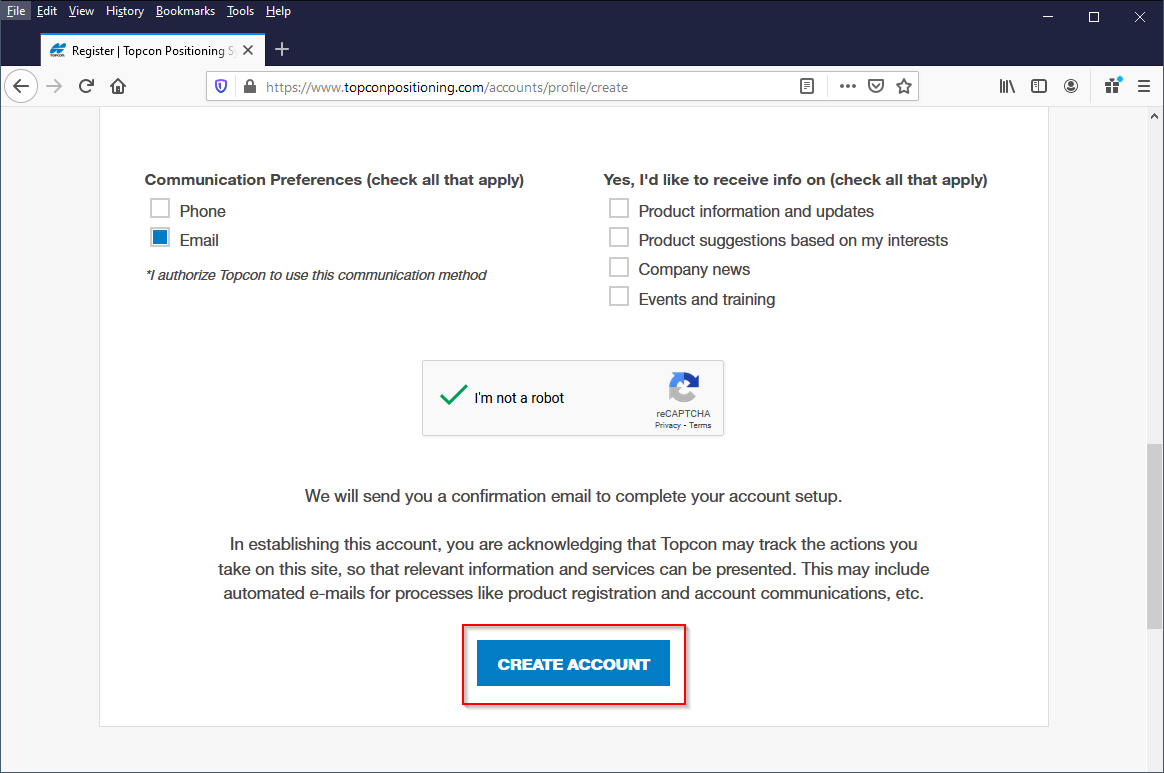 File Edit View History Bookmarks Tools Help
Register | Topcon Positioning S
https://www.topconpositioning.com/accounts/profile/create
Communication Preferences (check all that apply)
Phone
Email
*I authorize Topcon to use this communication method
Yes, I'd like to receive info on (check all that apply)
Product information and updates
Product suggestions based on my interests
Company news
Events and training
I'm not a robot
reCAPTCHA
Privacy - Terms
We will send you a confirmation email to complete your account setup.
In establishing this account, you are acknowledging that Topcon may track the actions you
take on this site, so that relevant information and services can be presented. This may include
automated e-mails for processes like product registration and account communications, etc.
CREATE ACCOUNT